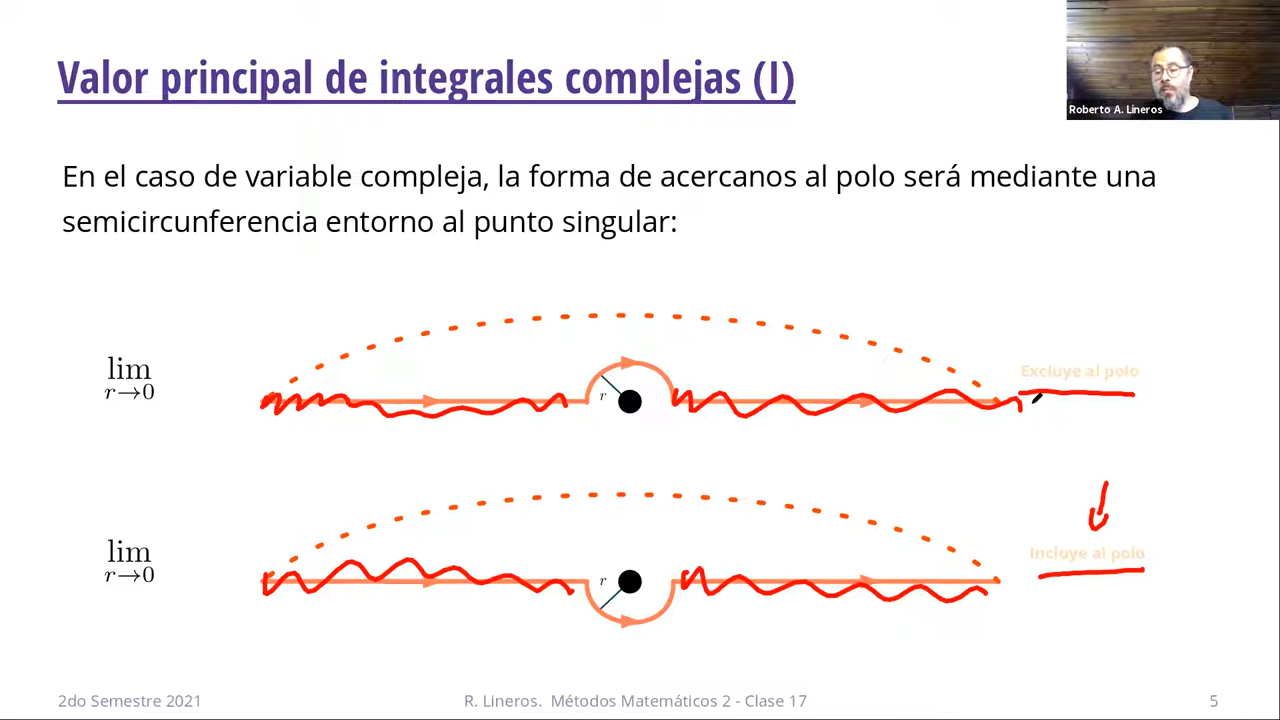 Valor principal de integrales complejas (I)
Roberto A. Lineros
En el caso de variable compleja, la forma de acercanos al polo será mediante una
semicircunferencia entorno al punto singular:
lim
r→0
r
Excluye al polo
lim
r→0
r
Incluye al polo
2do Semestre 2021
R. Lineros. Métodos Matemáticos 2 - Clase 17
5